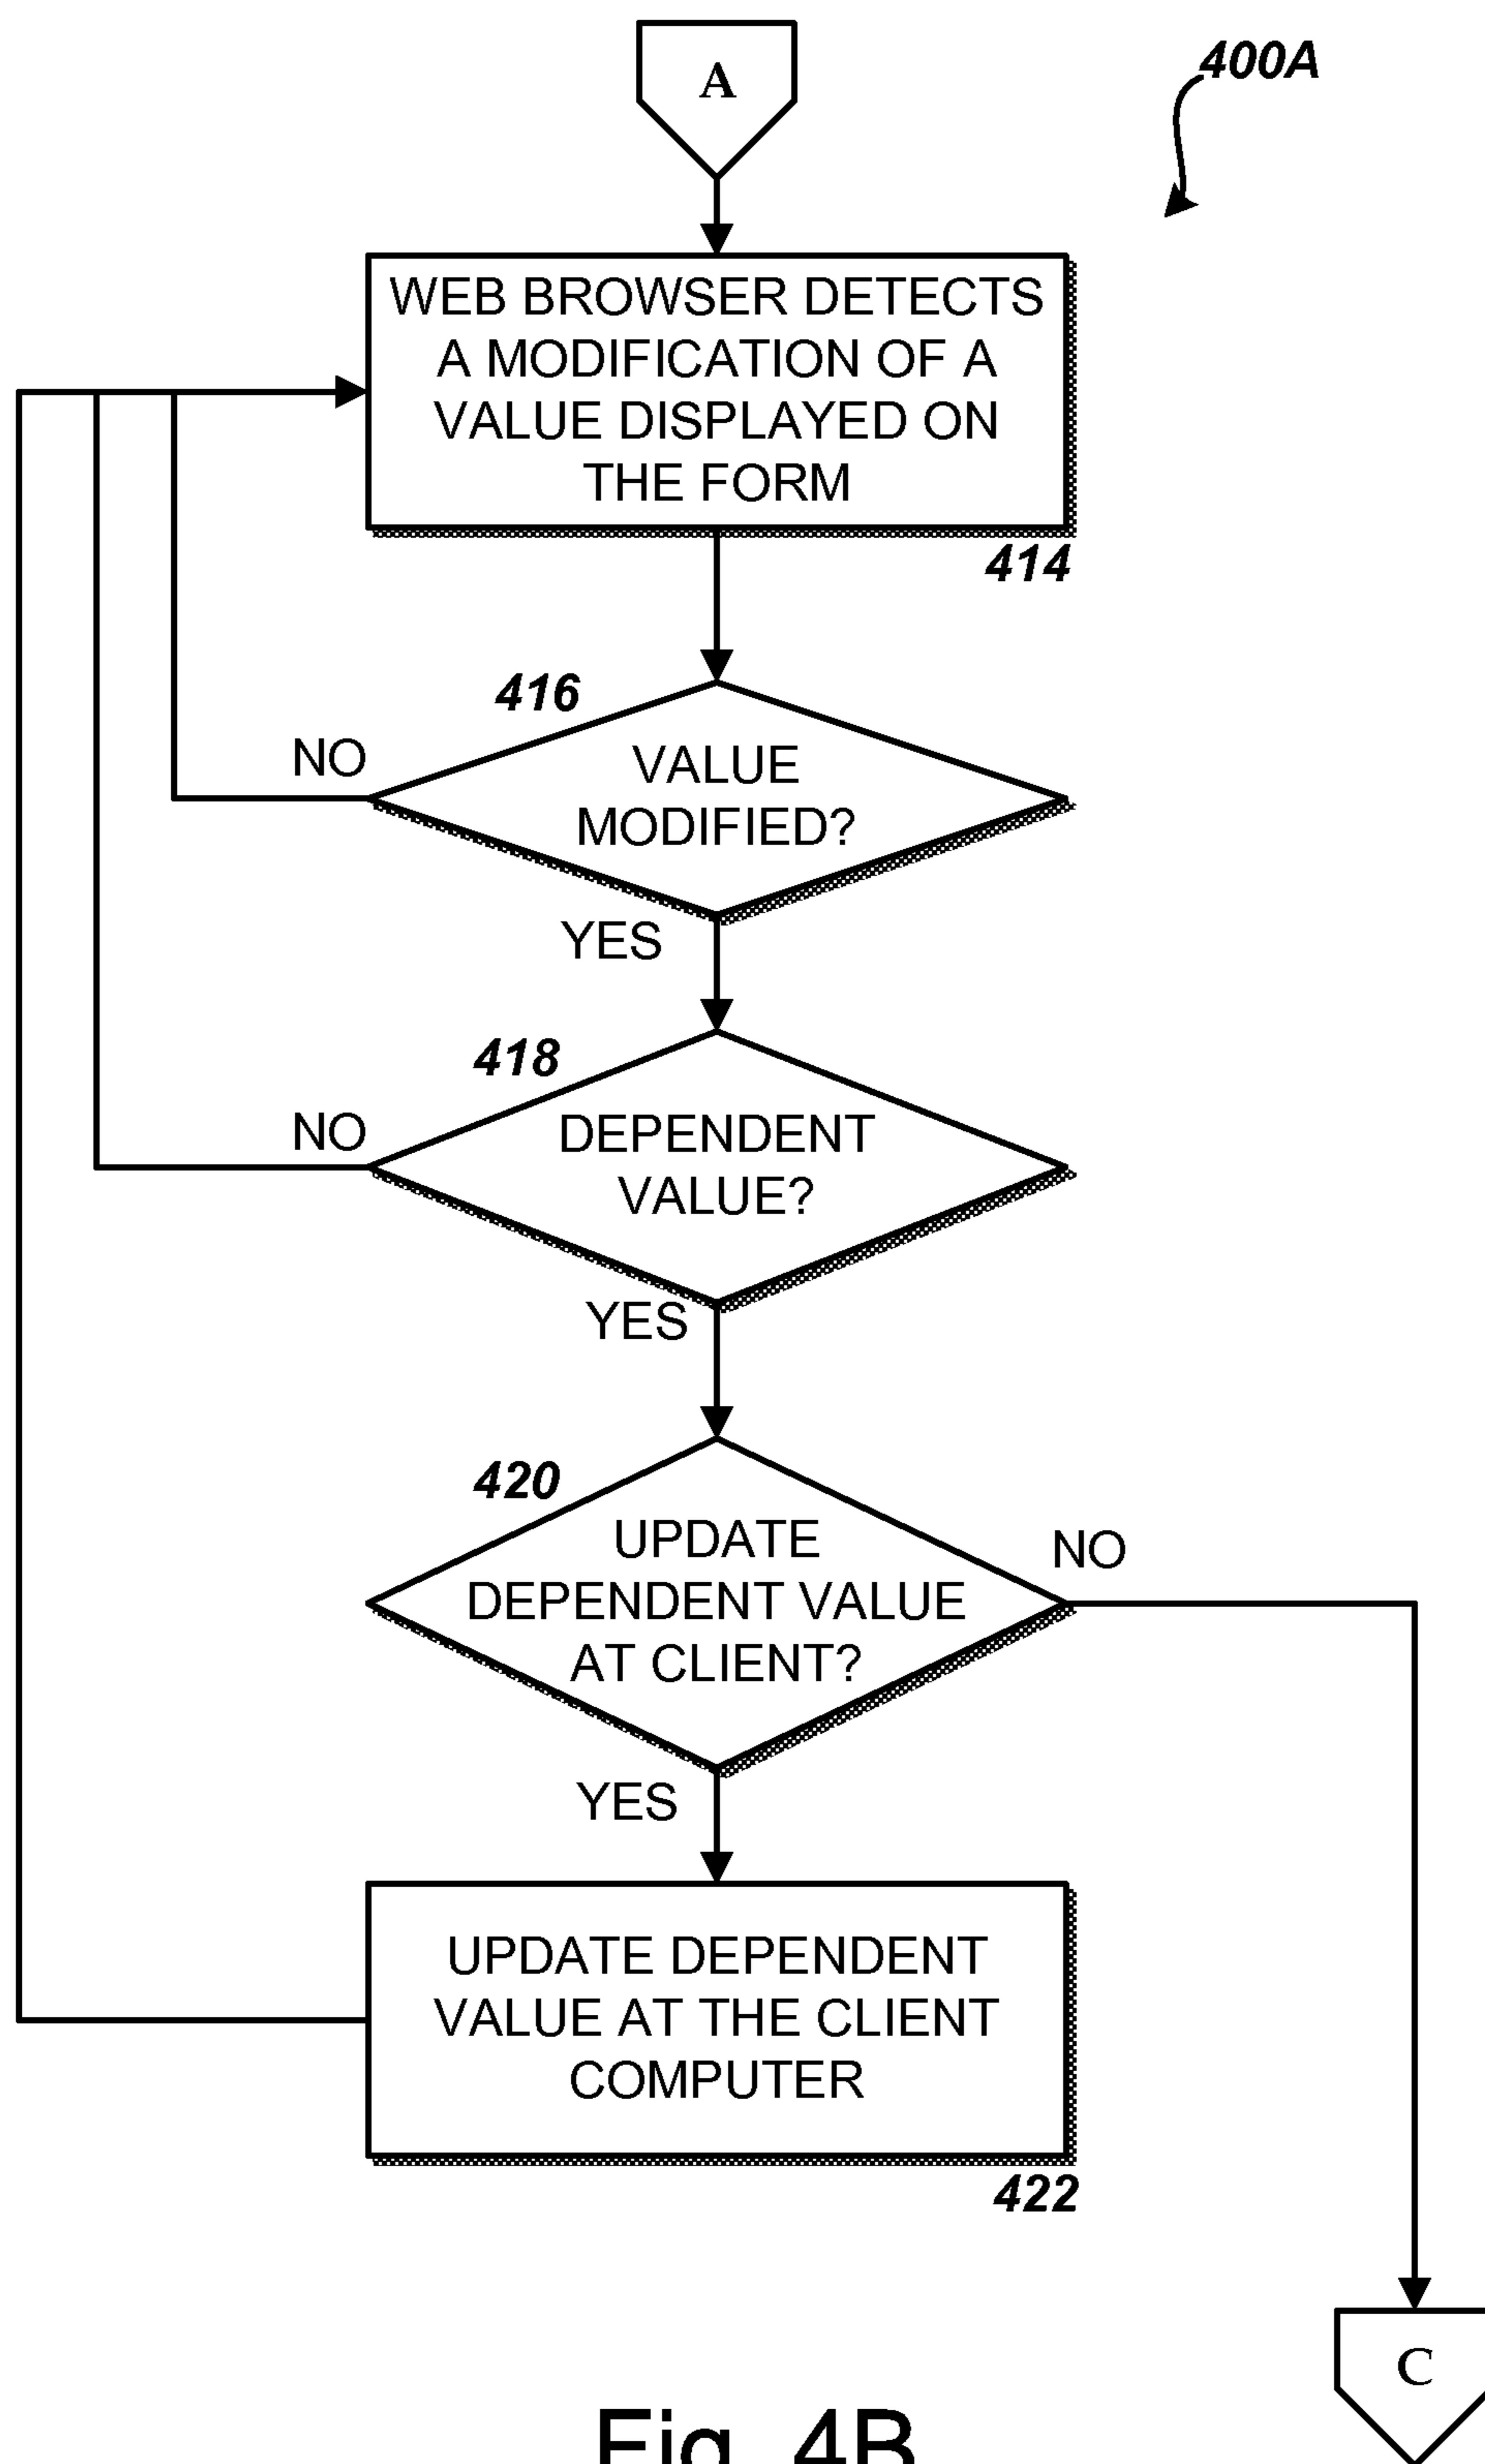 A
400A
WEB BROWSER DETECTS
A MODIFICATION OF A
VALUE DISPLAYED ON
THE FORM
414
416
NO
VALUE
MODIFIED?
YES
418
NO
DEPENDENT
VALUE?
YES
420
UPDATE
DEPENDENT VALUE
AT CLIENT?
NO
YES
UPDATE DEPENDENT
VALUE AT THE CLIENT
COMPUTER
422
C
Fig. 4B